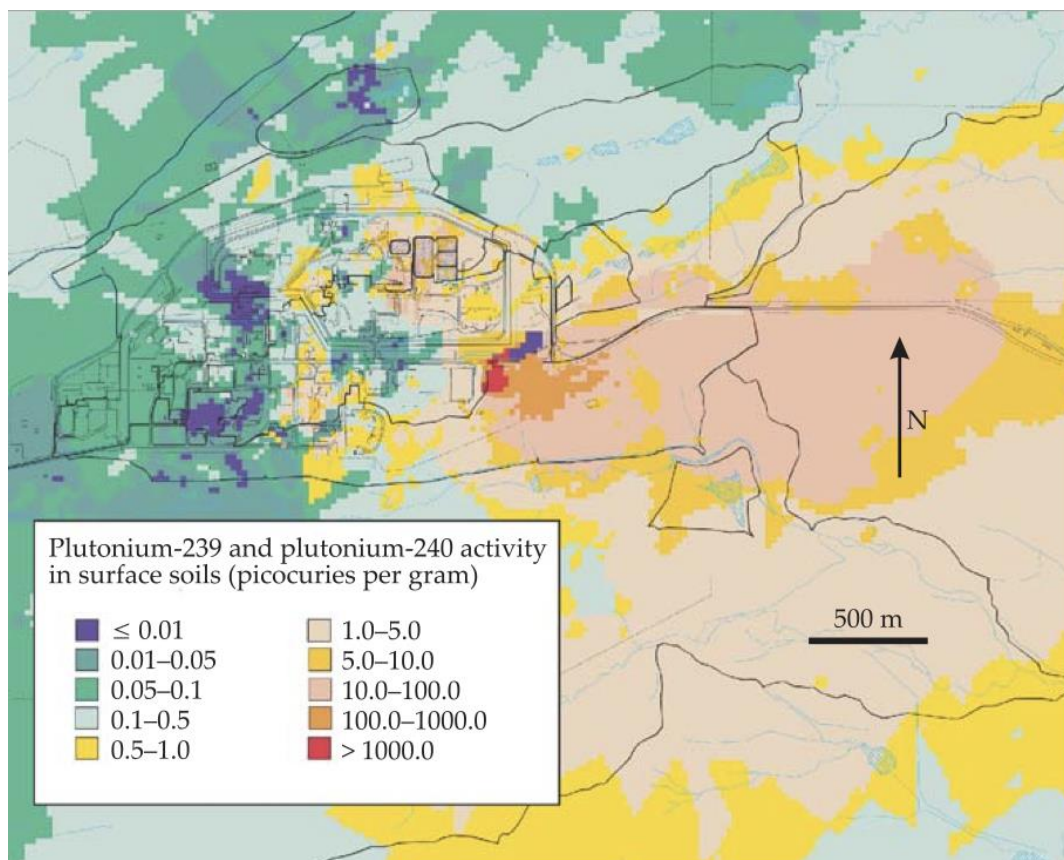 N
Plutonium-239 and plutonium-240 activity
in surface soils (picocuries per gram)
≤ 0.01
0.01–0.05
0.05–0.1
0.1–0.5
0.5–1.0
1.0–5.0
5.0–10.0
10.0–100.0
100.0–1000.0
> 1000.0
500 m